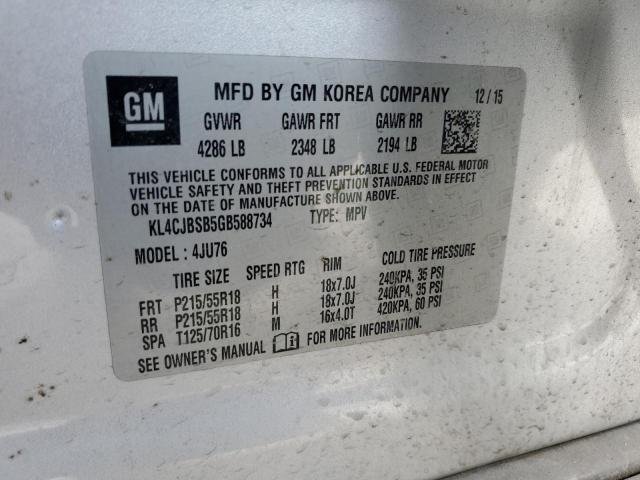 GM
MFD BY GM KOREA COMPANY 12/15
GVWR GAWR FRT GAWR RR
4286 LB 2348 LB 2194 LB
THIS VEHICLE CONFORMS TO ALL APPLICABLE U.S. FEDERAL MOTOR
VEHICLE SAFETY AND THEFT PREVENTION STANDARDS IN EFFECT
ON THE DATE OF MANUFACTURE SHOWN ABOVE.
KL4CJBSB5GB588734 TYPE: MPV
MODEL : 4JU76
TIRE SIZE SPEED RTG RIM COLD TIRE PRESSURE
FRT P215/55R18 H 18x7.0J 240KPA, 35 PSI
RR P215/55R18 H 18x7.0J 240KPA, 35 PSI
SPA T125/70R16 M 16x4.0T 420KPA, 60 PSI
SEE OWNER'S MANUAL FOR MORE INFORMATION.